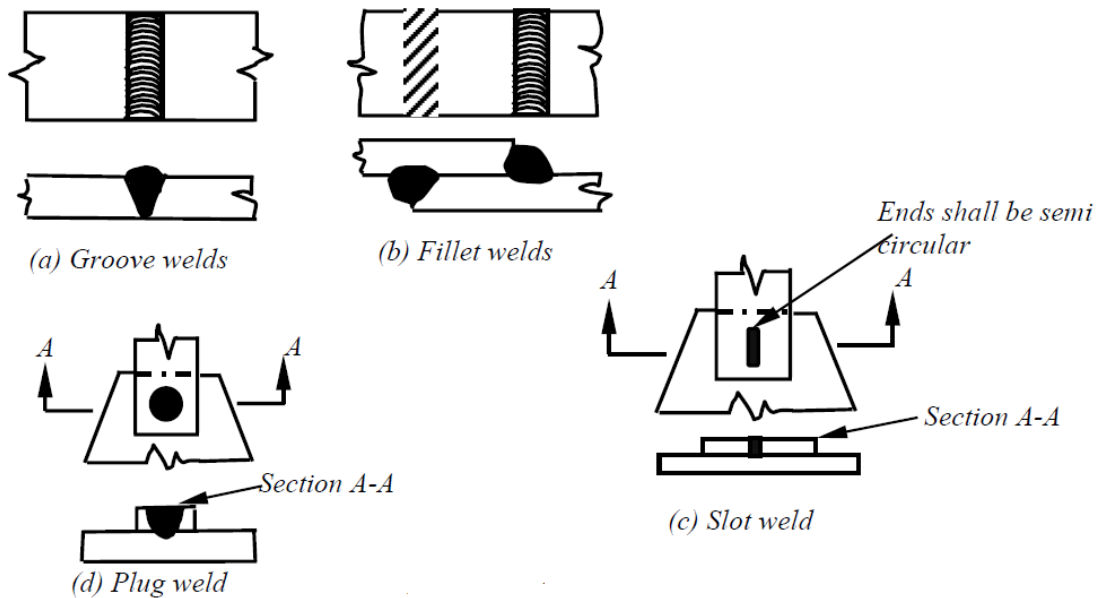 (a) Groove welds
(b) Fillet welds
Ends shall be semi
circular
A
A
Section A-A
(c) Slot weld
A
A
Section A-A
(d) Plug weld